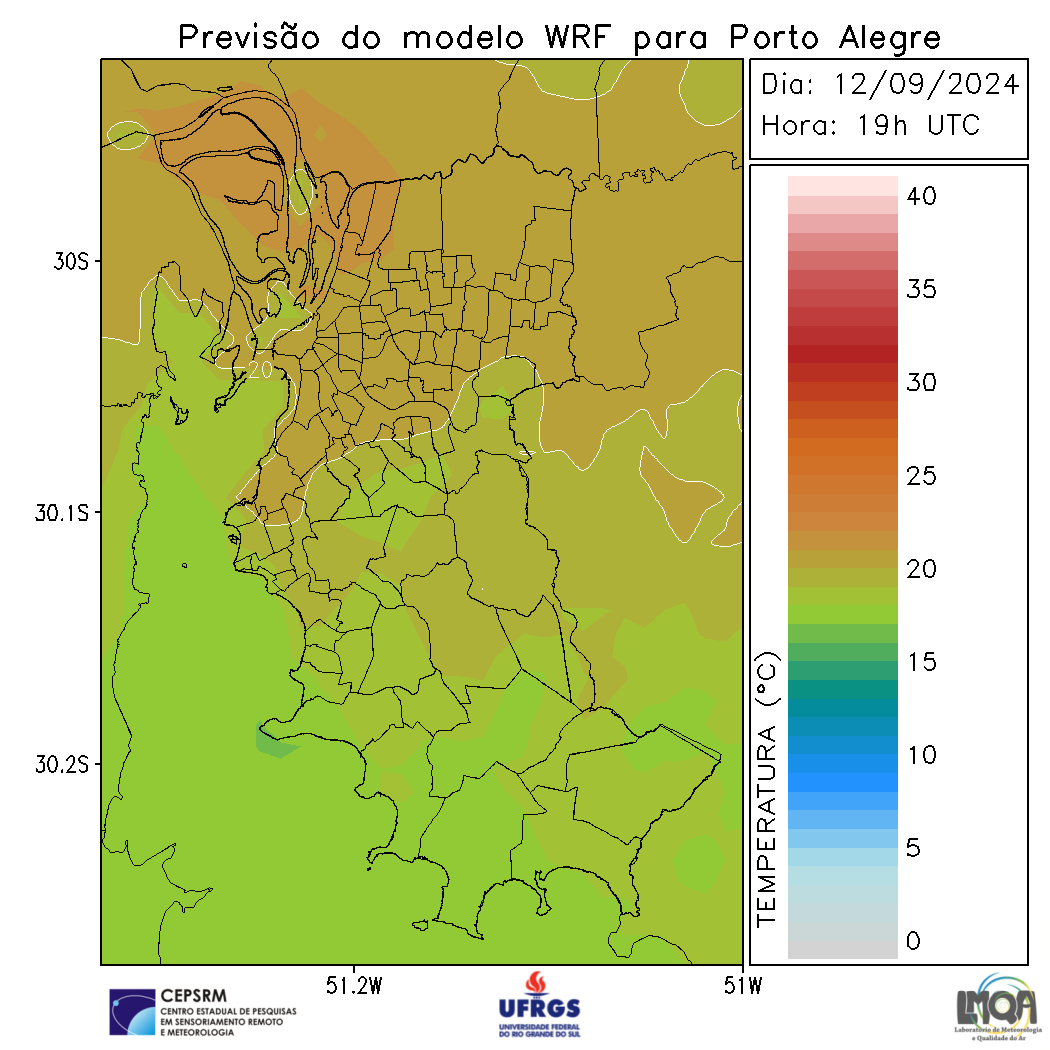 Previsão do modelo WRF para Porto Alegre
Dia: 12/09/2024
Hora: 19h UTC
40
35
30
25
20
15
10
5
0
TEMPERATURA (°C)
30S
30.1S
30.2S
20
51.2W
51W
CEPSRM
CENTRO ESTADUAL DE PESQUISAS
EM SENSORIAMENTO REMOTO
E METEOROLOGIA
UFRGS
UNIVERSIDADE FEDERAL
DO RIO GRANDE DO SUL
LMQA
Laboratório de Meteorologia
e Qualidade do Ar